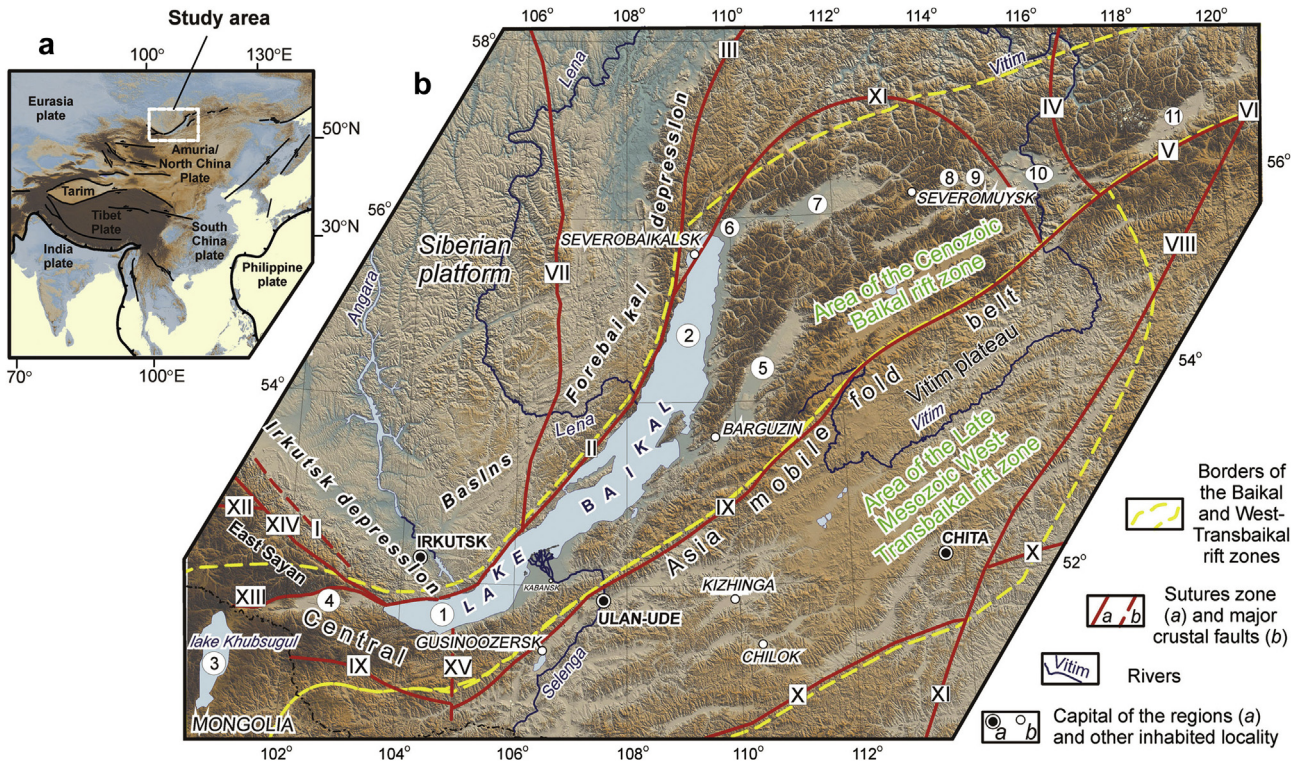 Study area
a
100°
130°E
Eurasia
plate
50°N
Amuria/
North China
Plate
Tarim
Tibet
Plate
South
China
plate
30°N
India
plate
Philippine
plate
70°
100°E
b
106°
108°
110°
112°
114°
116°
118°
120°
58°
Lena
III
Vitim
XI
IV
11
VI
V
56°
56°
Siberian
platform
depression
SEVEROBAIKALSK
6
7
8
9
10
SEVEROMUYSK
VIII
VII
Angara
Forebaikal
2
Area of the Cenozoic
Baikal rift zone
belt
Vitim plateau
54°
54°
5
fold
Lena
II
BARGUZIN
Vitim
Irkutsk depression
Basins
BAIKAL
mobile
Area of the Late
Mesozoic West-
Transbaikal rift zone
XII
XIV
I
IX
IRKUTSK
LAKE
Asia
CHITA
X
52°
East Sayan
KABANSK
KIZHINGA
XIII
4
1
ULAN-UDE
Central
GUSINOOZERSK
lake Khubsugul
3
IX
XV
CHILOK
Selenga
X
XI
MONGOLIA
102°
104°
106°
108°
110°
112°
Borders of
the Baikal
and West-
Transbaikal
rift zones
a b
Sutures zone
(a) and major
crustal faults (b)
Vitim
Rivers
a b
Capital of the regions (a)
and other inhabited locality